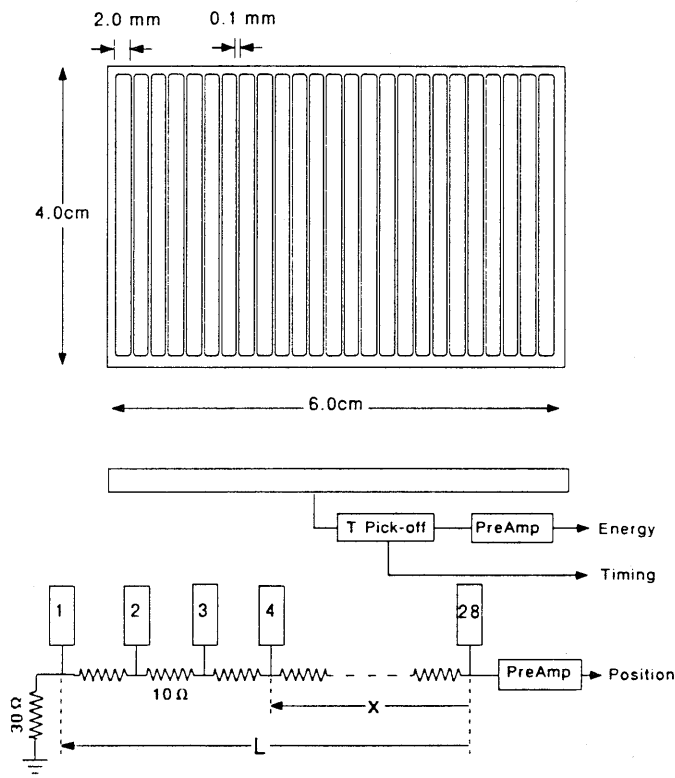 2.0 mm
0.1 mm
4.0cm
6.0cm
T Pick-off
PreAmp
Energy
Timing
1
2
3
4
28
PreAmp
Position
10 Ω
30 Ω
X
L